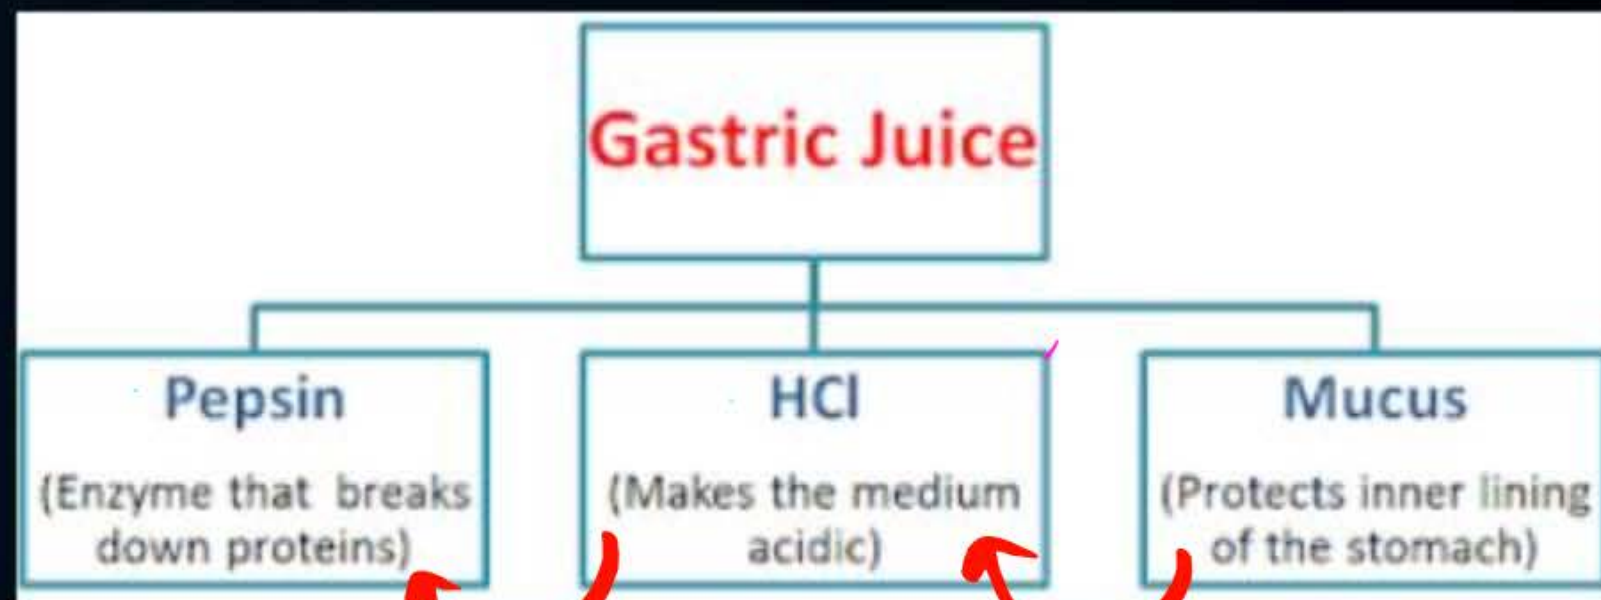 Gastric Juice
Pepsin
(Enzyme that breaks
down proteins)
HCl
(Makes the medium
acidic)
Mucus
(Protects inner lining
of the stomach)